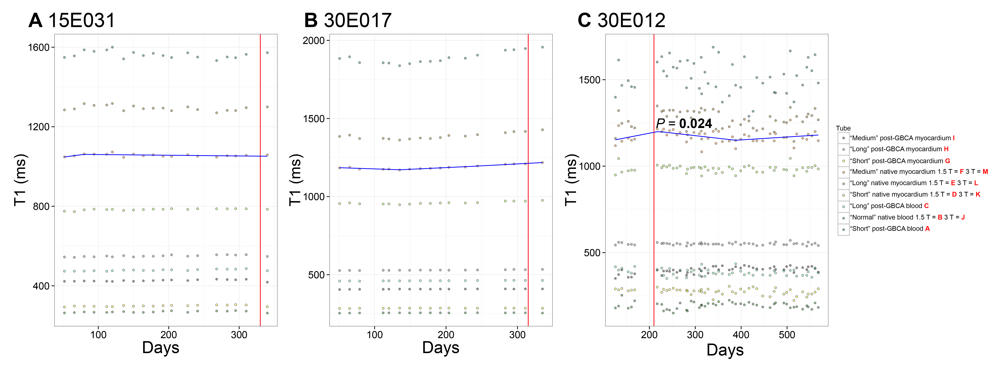 A 15E031
T1 (ms)
1600
1200
800
400
100 200 300
Days
B 30E017
T1 (ms)
2000
1500
1000
500
100 200 300
Days
C 30E012
T1 (ms)
1500
1000
500
P = 0.024
200 300 400 500
Days
Tube
“Medium” post-GBCA myocardium I
“Long” post-GBCA myocardium H
“Short” post-GBCA myocardium G
“Medium” native myocardium 1.5 T = F 3 T = M
“Long” native myocardium 1.5 T = E 3 T = L
“Short” native myocardium 1.5 T = D 3 T = K
“Long” post-GBCA blood C
“Normal” native blood 1.5 T = B 3 T = J
“Short” post-GBCA blood A